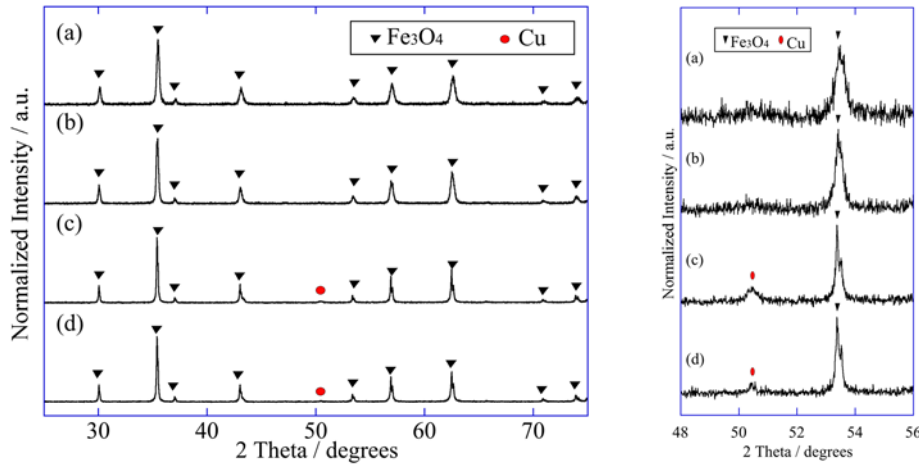 (a)
▼ Fe₃O₄ ● Cu
(b)
(c)
(d)
Normalized Intensity / a.u.
30 40 50 60 70
2 Theta / degrees
Fe₃O₄ Cu
(a)
(b)
(c)
(d)
Normalized Intensity / a.u.
48 50 52 54 56
2 Theta / degrees